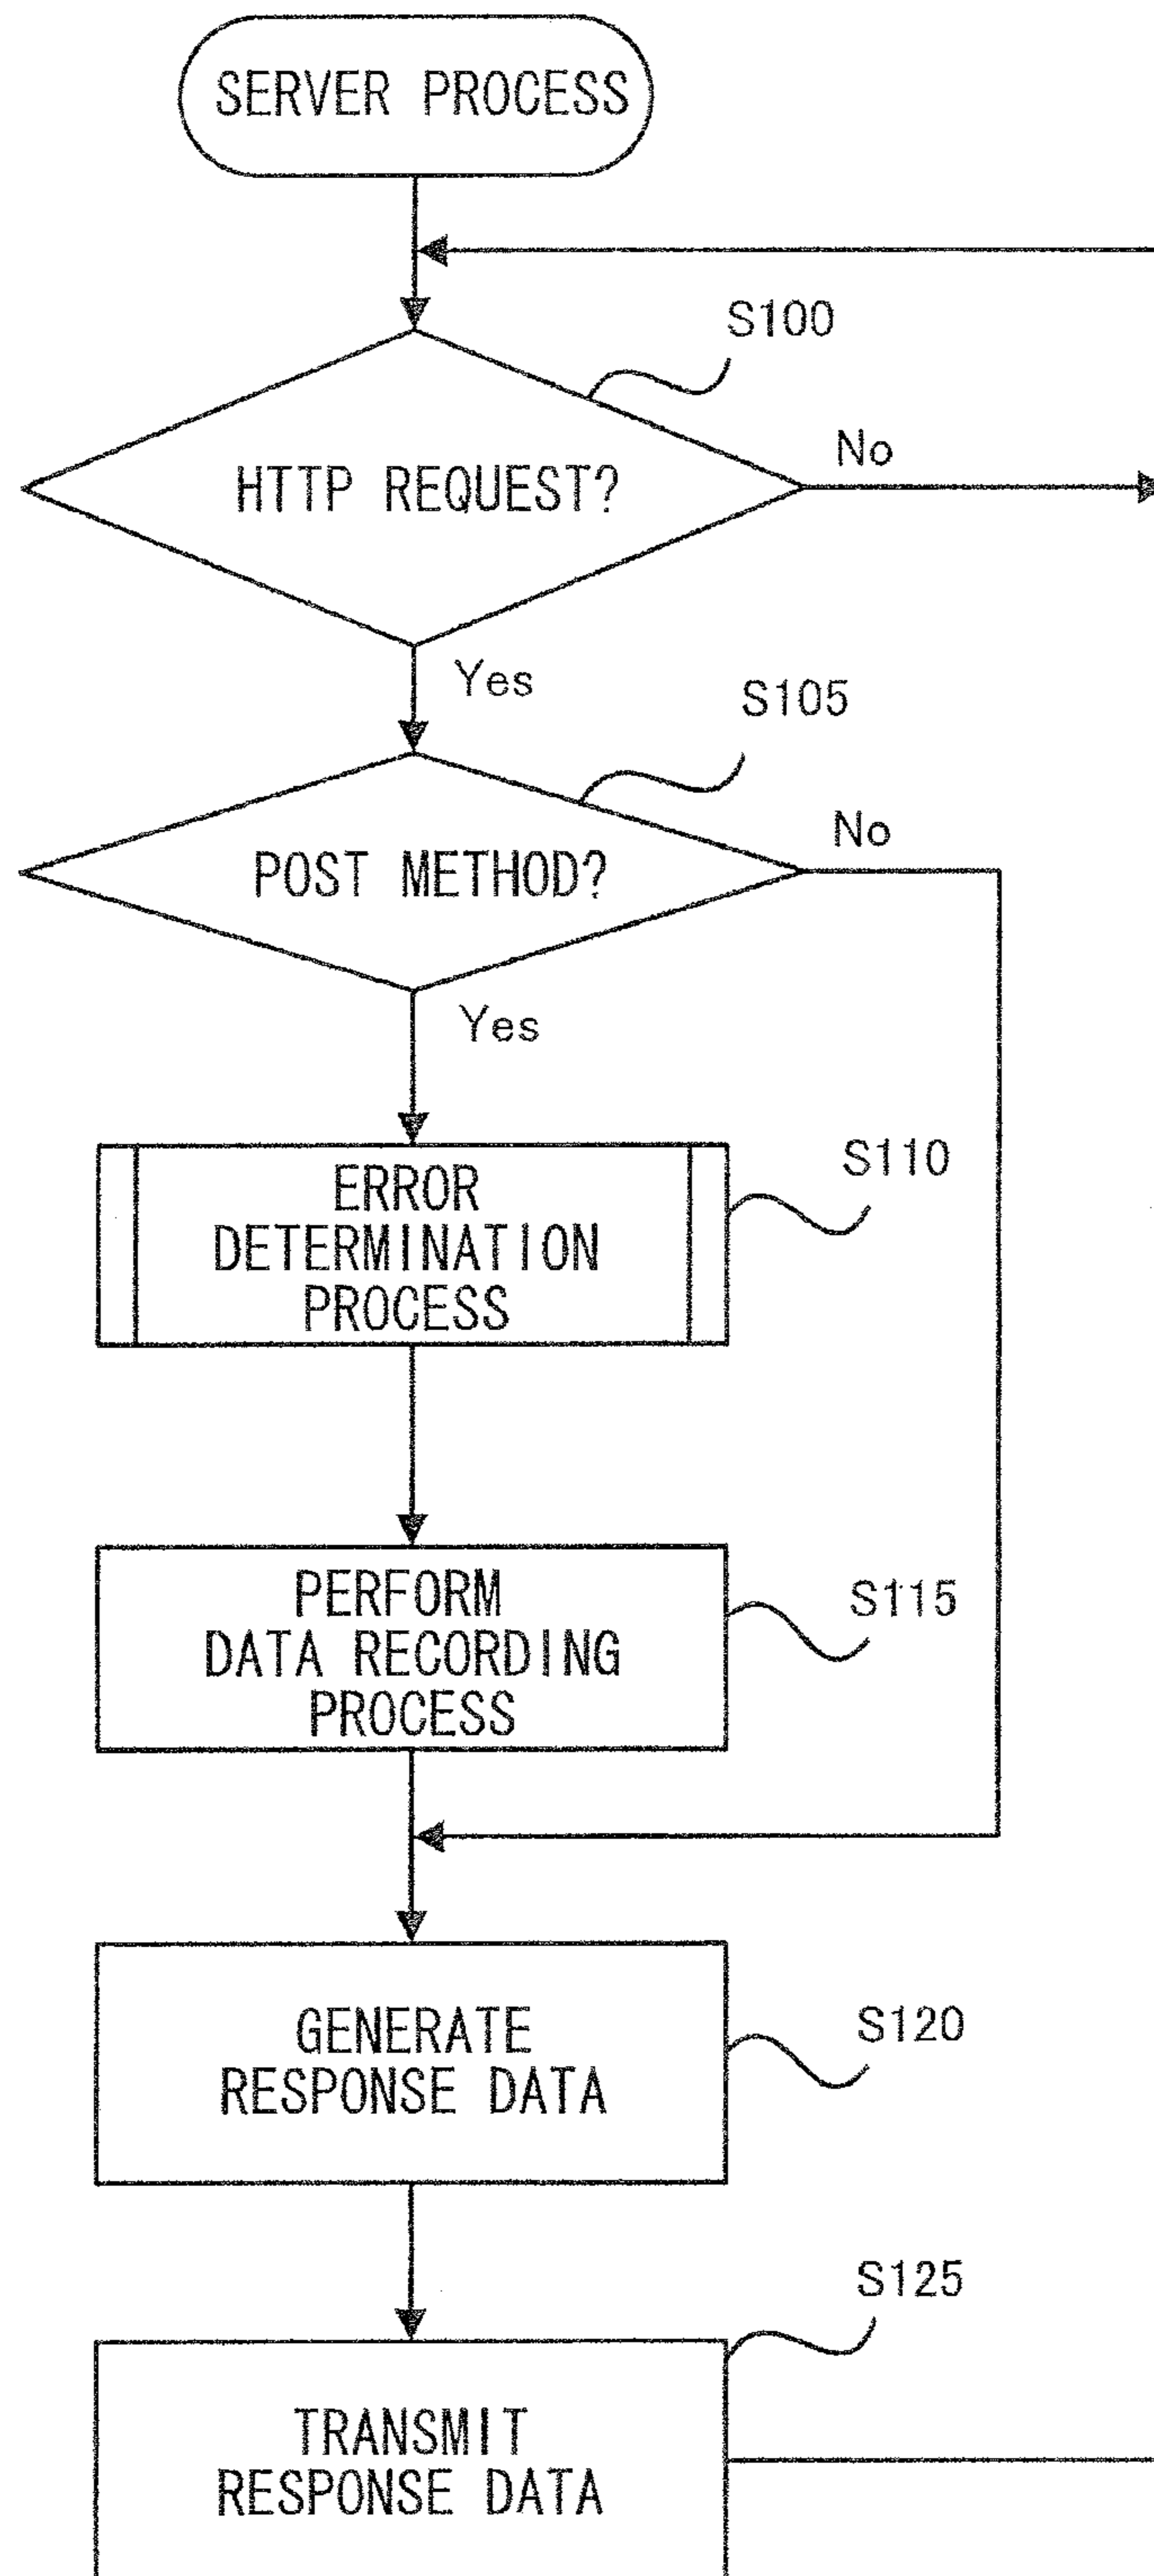 SERVER PROCESS
S100
HTTP REQUEST?
No
Yes
S105
POST METHOD?
No
Yes
S110
ERROR
DETERMINATION
PROCESS
S115
PERFORM
DATA RECORDING
PROCESS
S120
GENERATE
RESPONSE DATA
S125
TRANSMIT
RESPONSE DATA